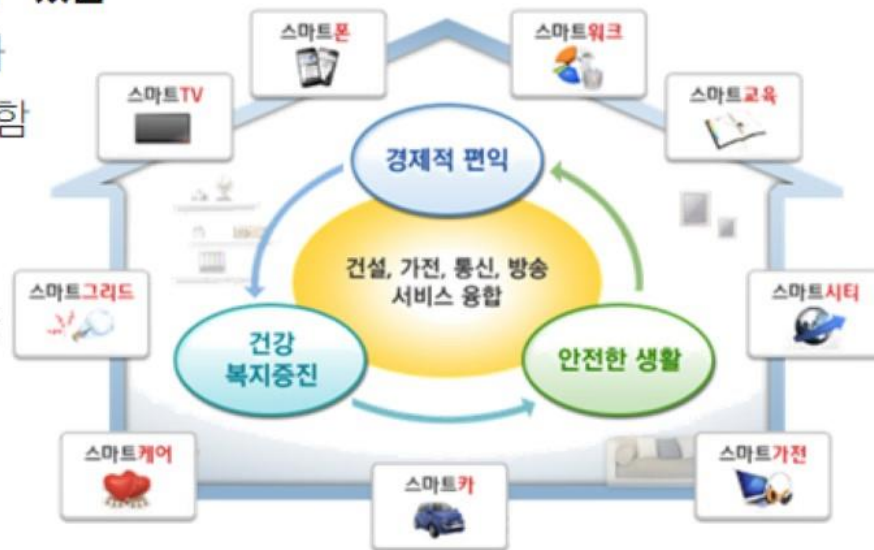 함
스마트폰
스마트워크
스마트TV
스마트교육
경제적 편익
건설, 가전, 통신, 방송
서비스 융합
스마트그리드
스마트시티
건강
복지증진
안전한 생활
스마트케어
스마트가전
스마트카